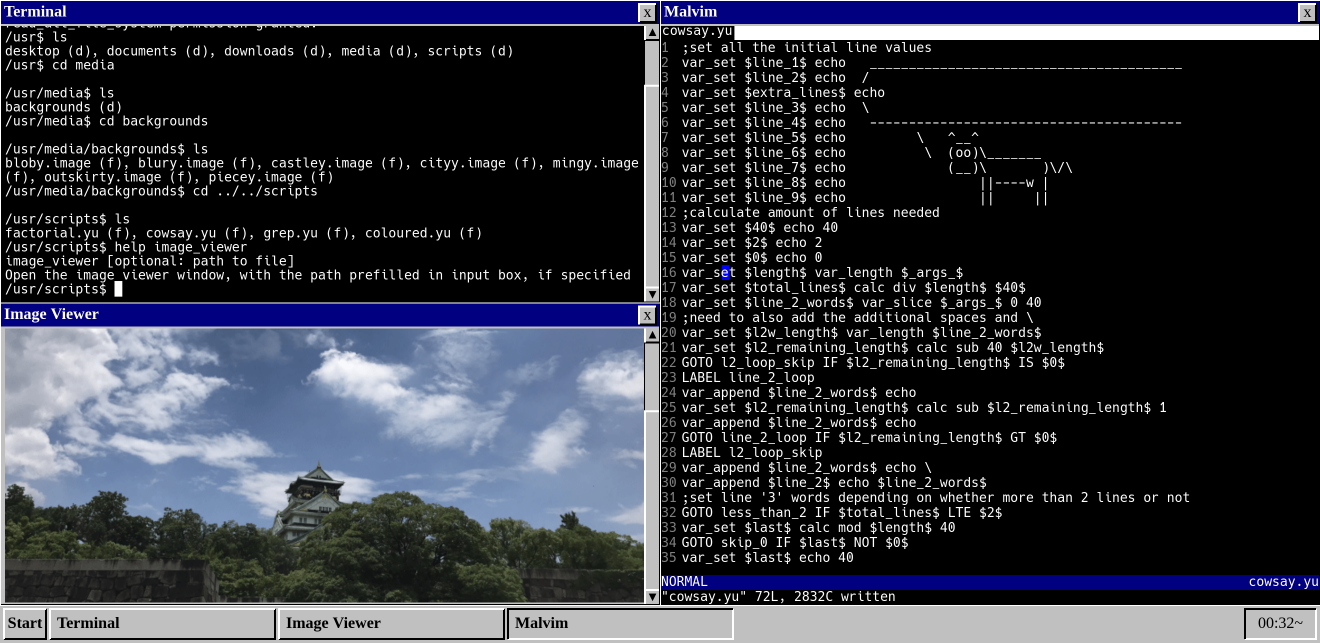 Terminal x
/usr$ ls
desktop (d), documents (d), downloads (d), media (d), scripts (d)
/usr$ cd media
/usr/media$ ls
backgrounds (d)
/usr/media$ cd backgrounds
/usr/media/backgrounds$ ls
bloby.image (f), blury.image (f), castley.image (f), cityy.image (f), mingy.image
(f), outskirty.image (f), piecey.image (f)
/usr/media/backgrounds$ cd ../../scripts
/usr/scripts$ ls
factorial.yu (f), cowsay.yu (f), grep.yu (f), coloured.yu (f)
/usr/scripts$ help image_viewer
image_viewer [optional: path to file]
Open the image viewer window, with the path prefilled in input box, if specified
/usr/scripts$
Image Viewer x
Malvim x
cowsay.yu
1 ;set all the initial line values
2 var_set $line_1$ echo   ________________________________________
3 var_set $line_2$ echo  /
4 var_set $extra_lines$ echo
5 var_set $line_3$ echo  \
6 var_set $line_4$ echo   ----------------------------------------
7 var_set $line_5$ echo         \   ^__^
8 var_set $line_6$ echo          \  (oo)\_______
9 var_set $line_7$ echo             (__)\       )\/\
10 var_set $line_8$ echo                 ||----w |
11 var_set $line_9$ echo                 ||     ||
12 ;calculate amount of lines needed
13 var_set $40$ echo 40
14 var_set $2$ echo 2
15 var_set $0$ echo 0
16 var_set $length$ var_length $_args_$
17 var_set $total_lines$ calc div $length$ $40$
18 var_set $line_2_words$ var_slice $_args_$ 0 40
19 ;need to also add the additional spaces and \
20 var_set $l2w_length$ var_length $line_2_words$
21 var_set $l2_remaining_length$ calc sub 40 $l2w_length$
22 GOTO l2_loop_skip IF $l2_remaining_length$ IS $0$
23 LABEL line_2_loop
24 var_append $line_2_words$ echo
25 var_set $l2_remaining_length$ calc sub $l2_remaining_length$ 1
26 var_append $line_2_words$ echo
27 GOTO line_2_loop IF $l2_remaining_length$ GT $0$
28 LABEL l2_loop_skip
29 var_append $line_2_words$ echo \
30 var_append $line_2$ echo $line_2_words$
31 ;set line '3' words depending on whether more than 2 lines or not
32 GOTO less_than_2 IF $total_lines$ LTE $2$
33 var_set $last$ calc mod $length$ 40
34 GOTO skip_0 IF $last$ NOT $0$
35 var_set $last$ echo 40
NORMAL cowsay.yu
"cowsay.yu" 72L, 2832C written
Start Terminal Image Viewer Malvim 00:32~